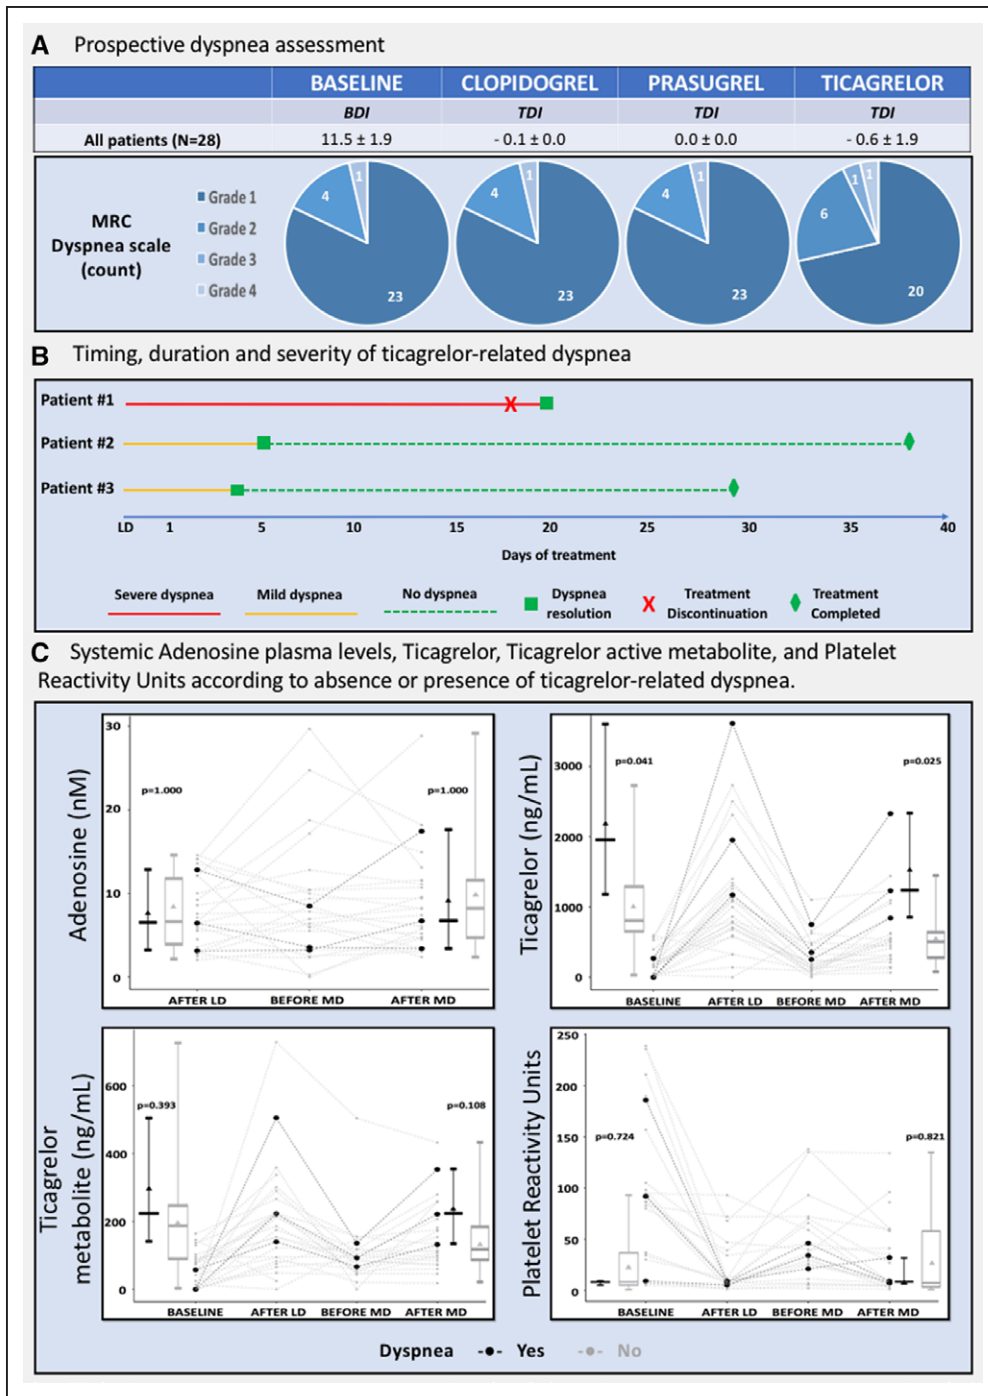 A Prospective dyspnea assessment
BASELINE CLOPIDOGREL PRASUGREL TICAGRELOR
BDI TDI TDI TDI
All patients (N=28) 11.5 ± 1.9 - 0.1 ± 0.0 0.0 ± 0.0 - 0.6 ± 1.9
MRC
Dyspnea scale
(count)
Grade 1
Grade 2
Grade 3
Grade 4
1 4 23
1 4 23
1 4 23
1 1 6 20
B Timing, duration and severity of ticagrelor-related dyspnea
Patient #1
X
Patient #2
Patient #3
LD 1 5 10 15 20 25 30 35 40
Days of treatment
Severe dyspnea Mild dyspnea No dyspnea Dyspnea resolution X Treatment Discontinuation Treatment Completed
C Systemic Adenosine plasma levels, Ticagrelor, Ticagrelor active metabolite, and Platelet
Reactivity Units according to absence or presence of ticagrelor-related dyspnea.
Adenosine (nM)
30
20
10
0
p=1.000 p=1.000
AFTER LD BEFORE MD AFTER MD
Ticagrelor (ng/mL)
3000
2000
1000
0
p=0.041 p=0.025
BASELINE AFTER LD BEFORE MD AFTER MD
Ticagrelor
metabolite (ng/mL)
600
400
200
0
p=0.393 p=0.108
BASELINE AFTER LD BEFORE MD AFTER MD
Platelet Reactivity Units
250
200
150
100
50
0
p=0.724 p=0.821
BASELINE AFTER LD BEFORE MD AFTER MD
Dyspnea Yes No